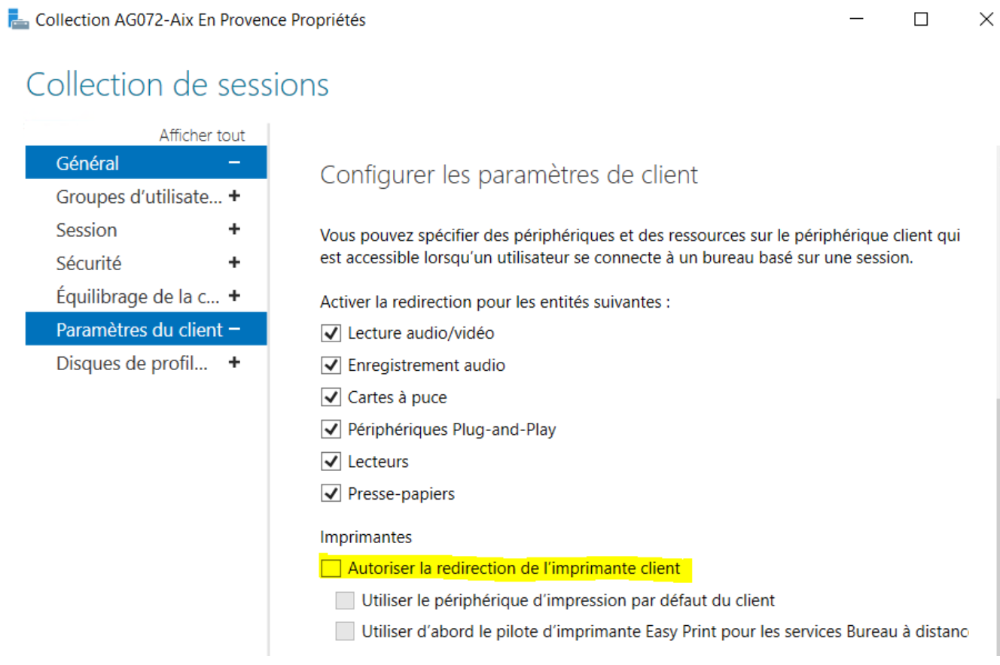 Collection AG072-Aix En Provence Propriétés
Collection de sessions
Afficher tout
Général
Groupes d'utilisate...
Session
Sécurité
Équilibrage de la c...
Paramètres du client
Disques de profil...
Configurer les paramètres de client
Vous pouvez spécifier des périphériques et des ressources sur le périphérique client qui
est accessible lorsqu'un utilisateur se connecte à un bureau basé sur une session.
Activer la redirection pour les entités suivantes :
Lecture audio/vidéo
Enregistrement audio
Cartes à puce
Périphériques Plug-and-Play
Lecteurs
Presse-papiers
Imprimantes
Autoriser la redirection de l'imprimante client
Utiliser le périphérique d'impression par défaut du client
Utiliser d'abord le pilote d'imprimante Easy Print pour les services Bureau à distanc